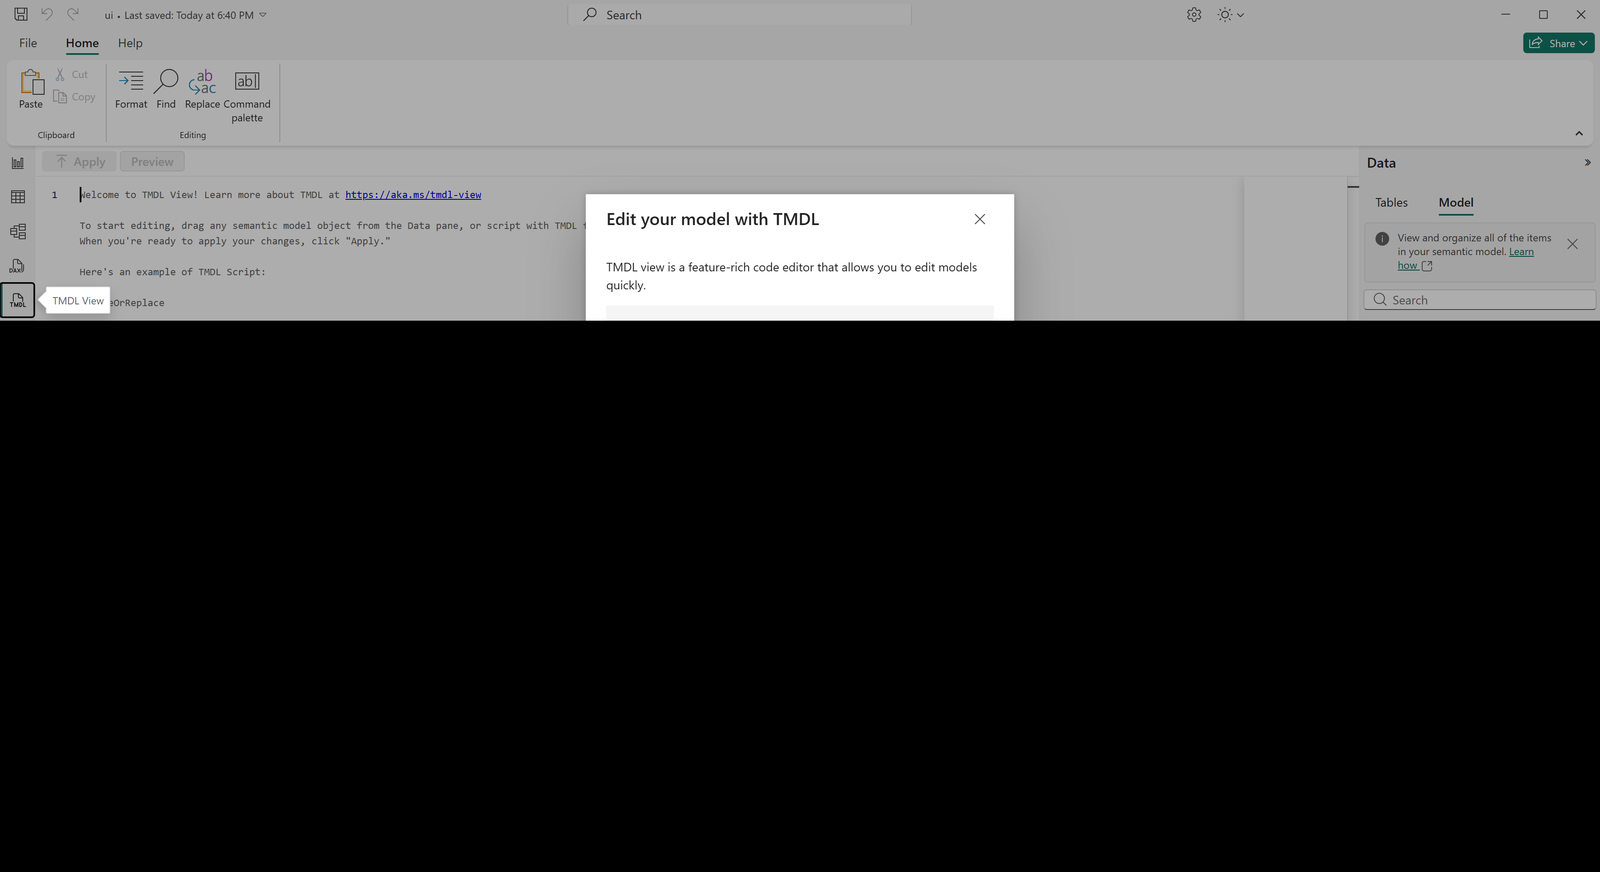 ui • Last saved: Today at 6:40 PM
Search
File
Home
Help
Share
Paste
Cut
Copy
Clipboard
Format
Find
ab
ac
Replace
ab
Command
palette
Editing
Apply
Preview
1
Welcome to TMDL View! Learn more about TMDL at https://aka.ms/tmdl-view
To start editing, drag any semantic model object from the Data pane, or script with TMDL
When you're ready to apply your changes, click "Apply."
Here's an example of TMDL Script:
eOrReplace
DAX
TMDL
TMDL View
Edit your model with TMDL
TMDL view is a feature-rich code editor that allows you to edit models
quickly.
Data
Tables
Model
View and organize all of the items
in your semantic model. Learn
how
Search